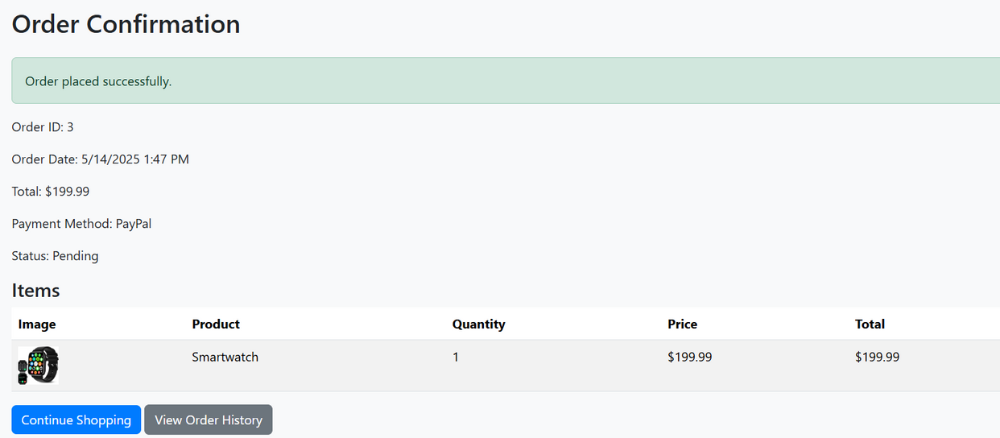 Order Confirmation
Order placed successfully.
Order ID: 3
Order Date: 5/14/2025 1:47 PM
Total: $199.99
Payment Method: PayPal
Status: Pending
Items
Image Product Quantity Price Total
Smartwatch 1 $199.99 $199.99
Continue Shopping View Order History